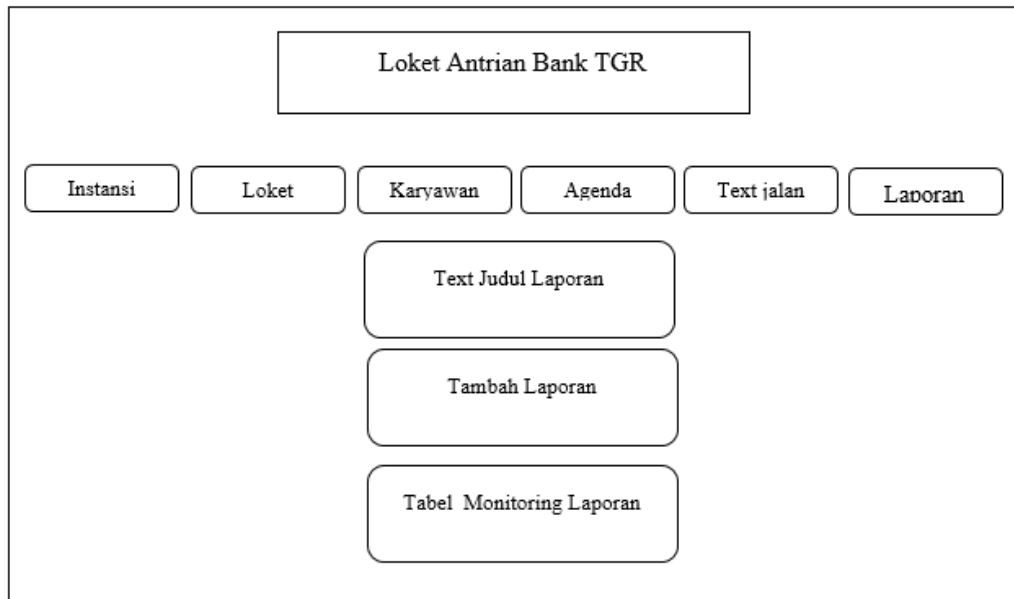 Loket Antrian Bank TGR
Instansi Loket Karyawan Agenda Text jalan Laporan
Text Judul Laporan
Tambah Laporan
Tabel Monitoring Laporan